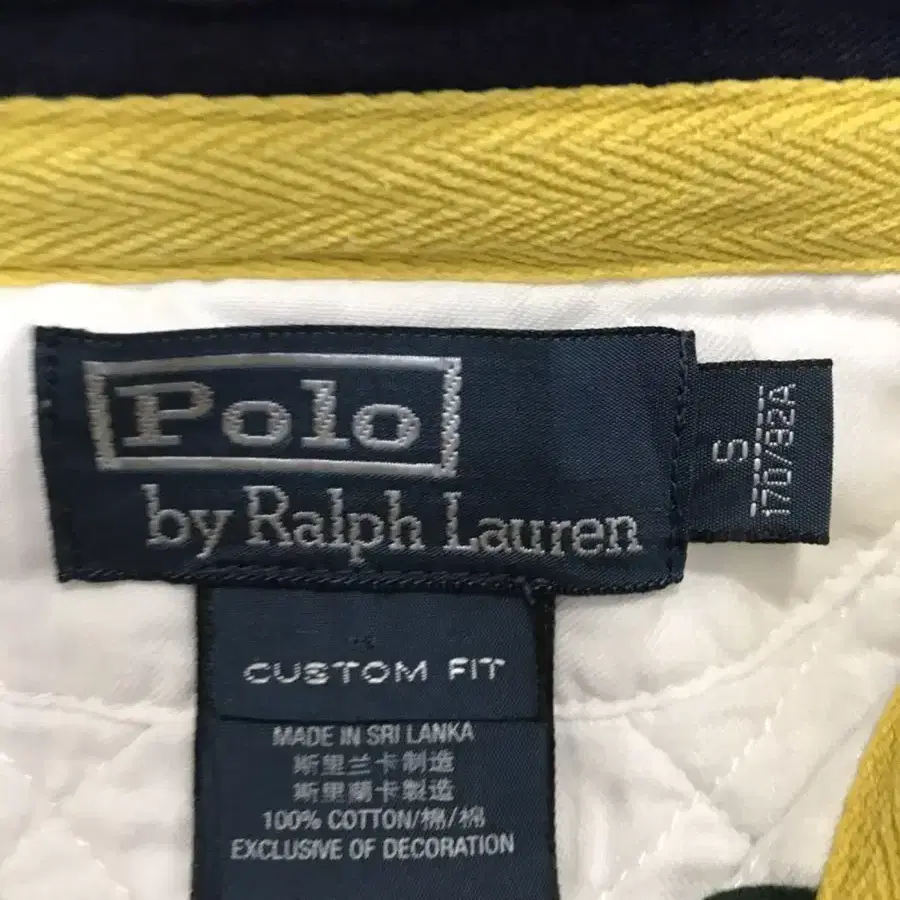 Polo
by Ralph Lauren
S
170/92A
CUSTOM FIT
MADE IN SRI LANKA
斯里兰卡制造
斯里蘭卡製造
100% COTTON/棉/棉
EXCLUSIVE OF DECORATION